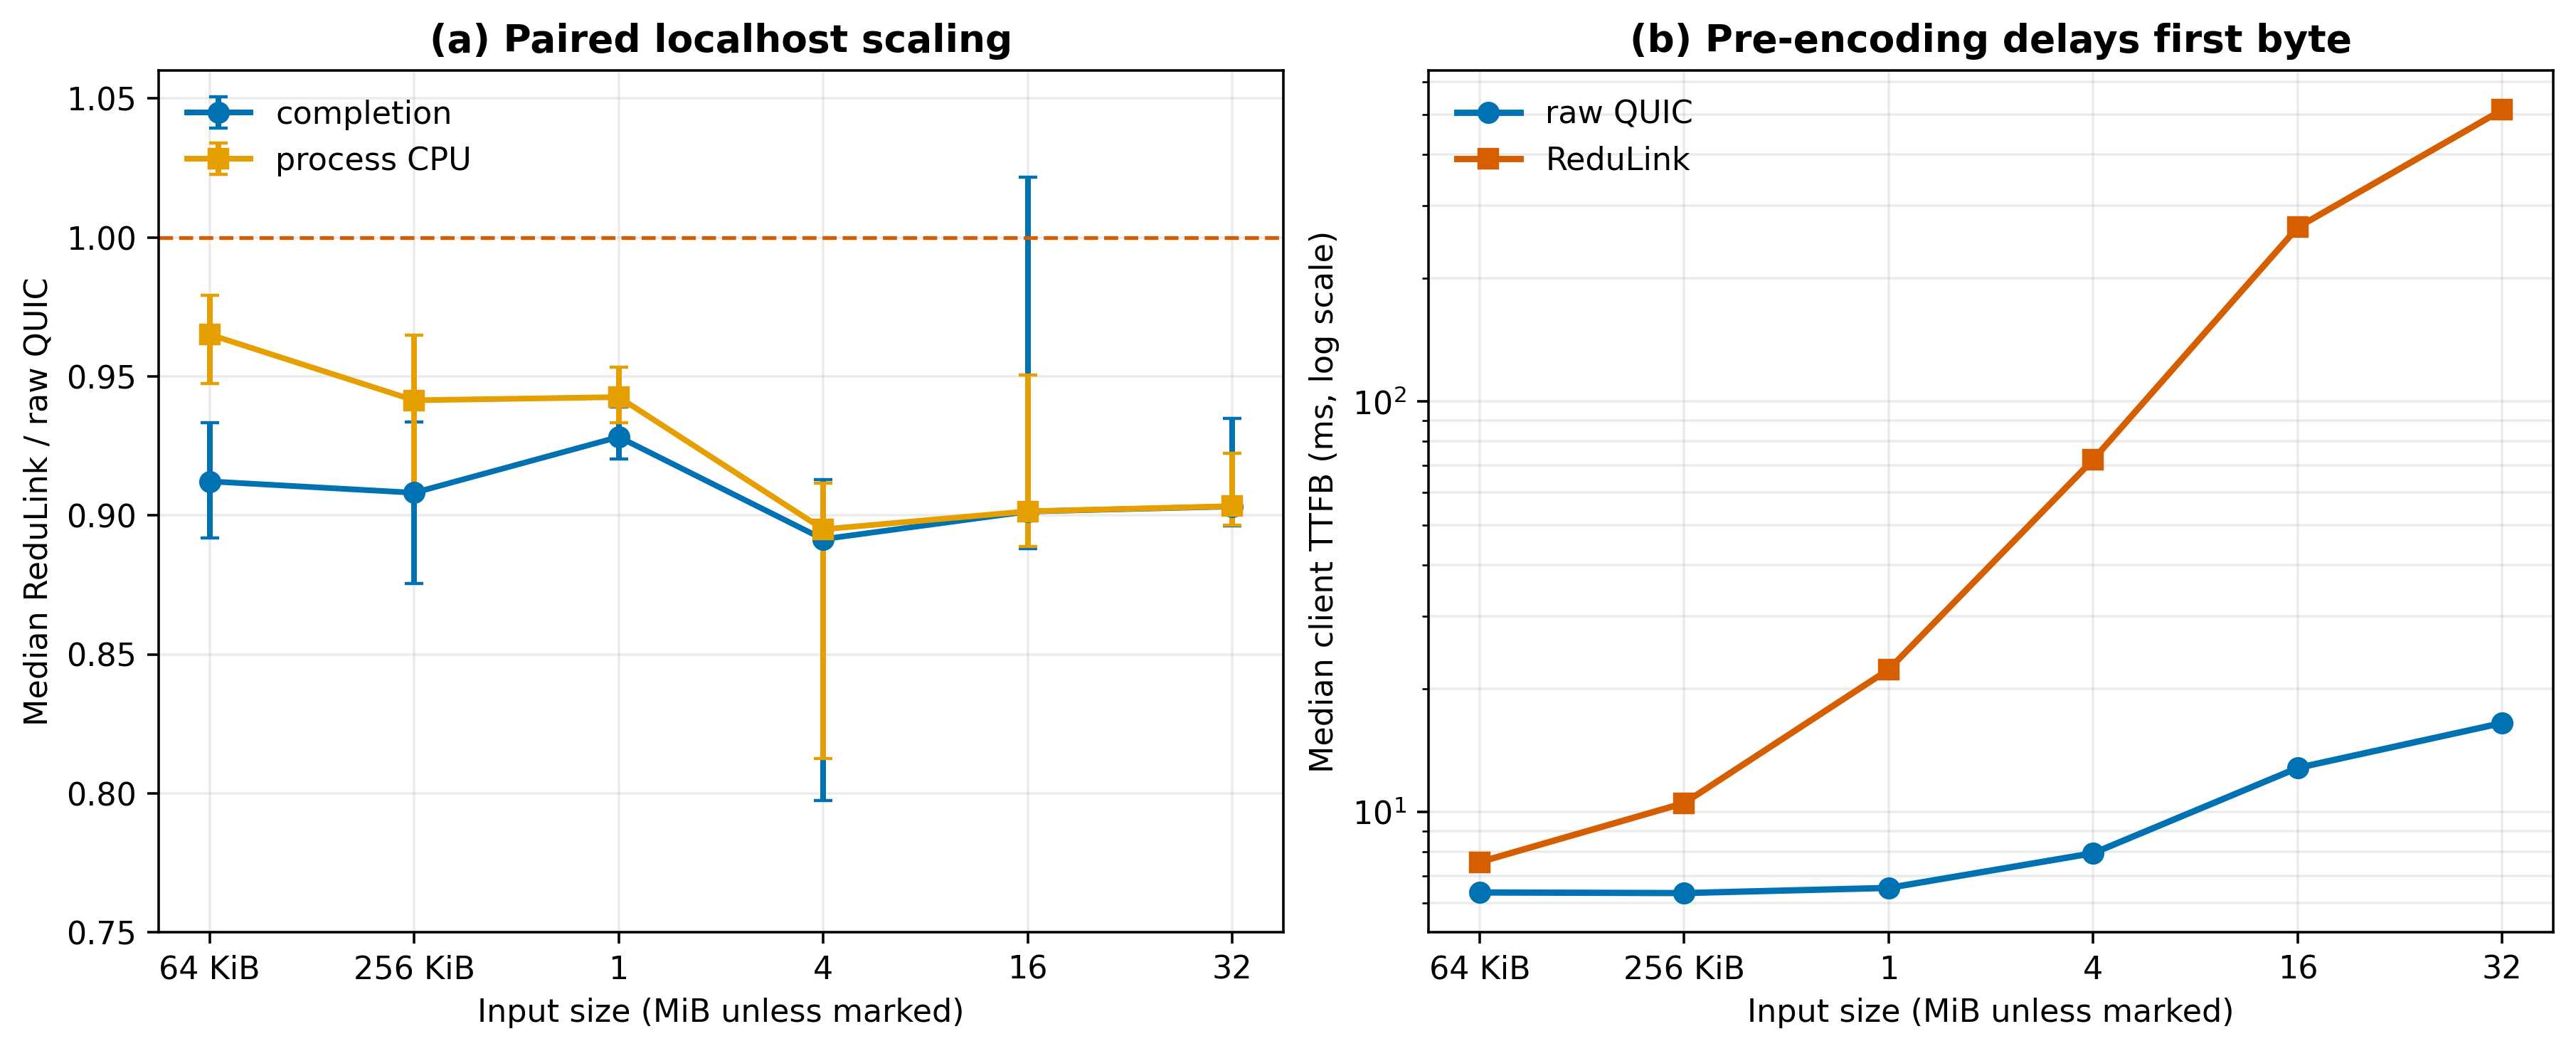 (a) Paired localhost scaling
Median ReduLink / raw QUIC
1.05
1.00
0.95
0.90
0.85
0.80
0.75
completion
process CPU
64 KiB
256 KiB
1
4
16
32
Input size (MiB unless marked)
(b) Pre-encoding delays first byte
Median client TTFB (ms, log scale)
10²
10¹
raw QUIC
ReduLink
64 KiB
256 KiB
1
4
16
32
Input size (MiB unless marked)